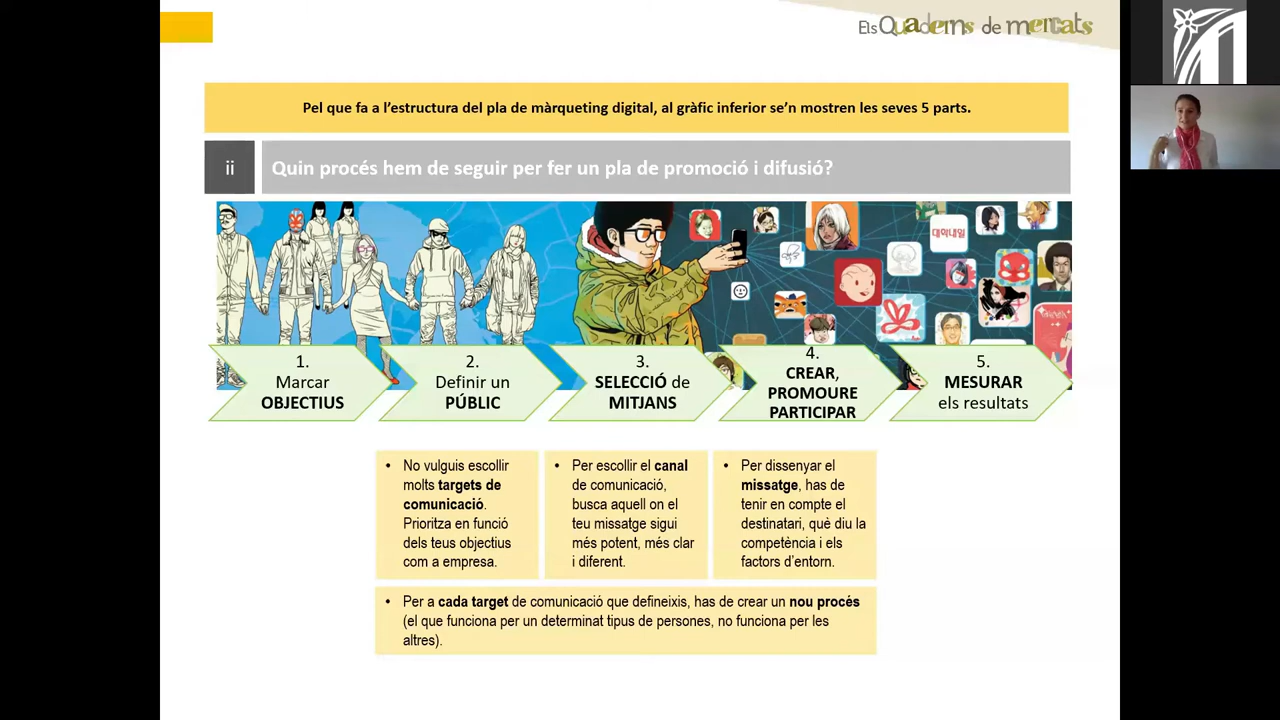 Els Quaderns de mercats
Pel que fa a l’estructura del pla de màrqueting digital, al gràfic inferior se’n mostren les seves 5 parts.
ii
Quin procés hem de seguir per fer un pla de promoció i difusió?
대학내일
1.
Marcar
OBJECTIUS
2.
Definir un
PÚBLIC
3.
SELECCIÓ de
MITJANS
4.
CREAR,
PROMOURE
PARTICIPAR
5.
MESURAR
els resultats
• No vulguis escollir
molts targets de
comunicació.
Prioritza en funció
dels teus objectius
com a empresa.
• Per escollir el canal
de comunicació,
busca aquell on el
teu missatge sigui
més potent, més clar
i diferent.
• Per dissenyar el
missatge, has de
tenir en compte el
destinatari, què diu la
competència i els
factors d’entorn.
• Per a cada target de comunicació que defineixis, has de crear un nou procés
(el que funciona per un determinat tipus de persones, no funciona per les
altres).